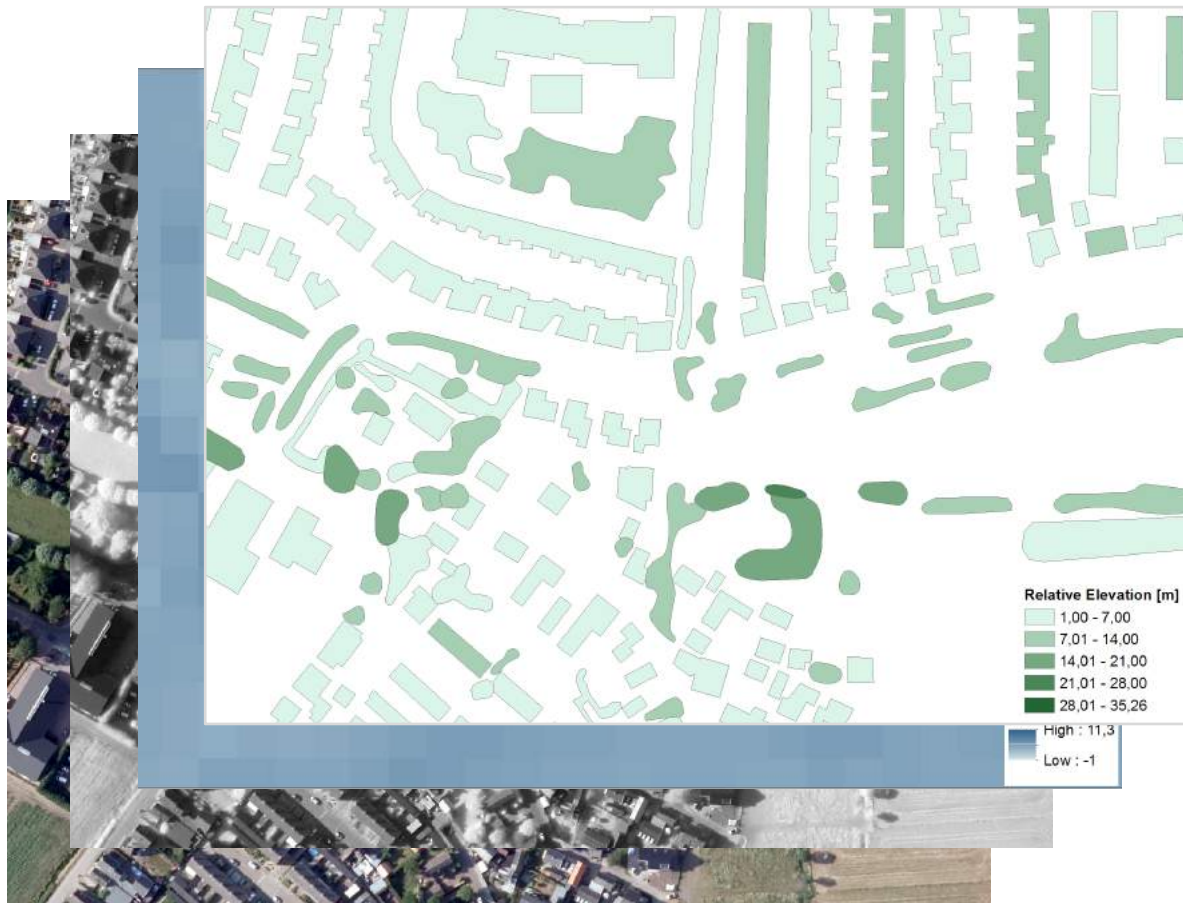 Relative Elevation [m]
1,00 - 7,00
7,01 - 14,00
14,01 - 21,00
21,01 - 28,00
28,01 - 35,26
High : 11,3
Low : -1